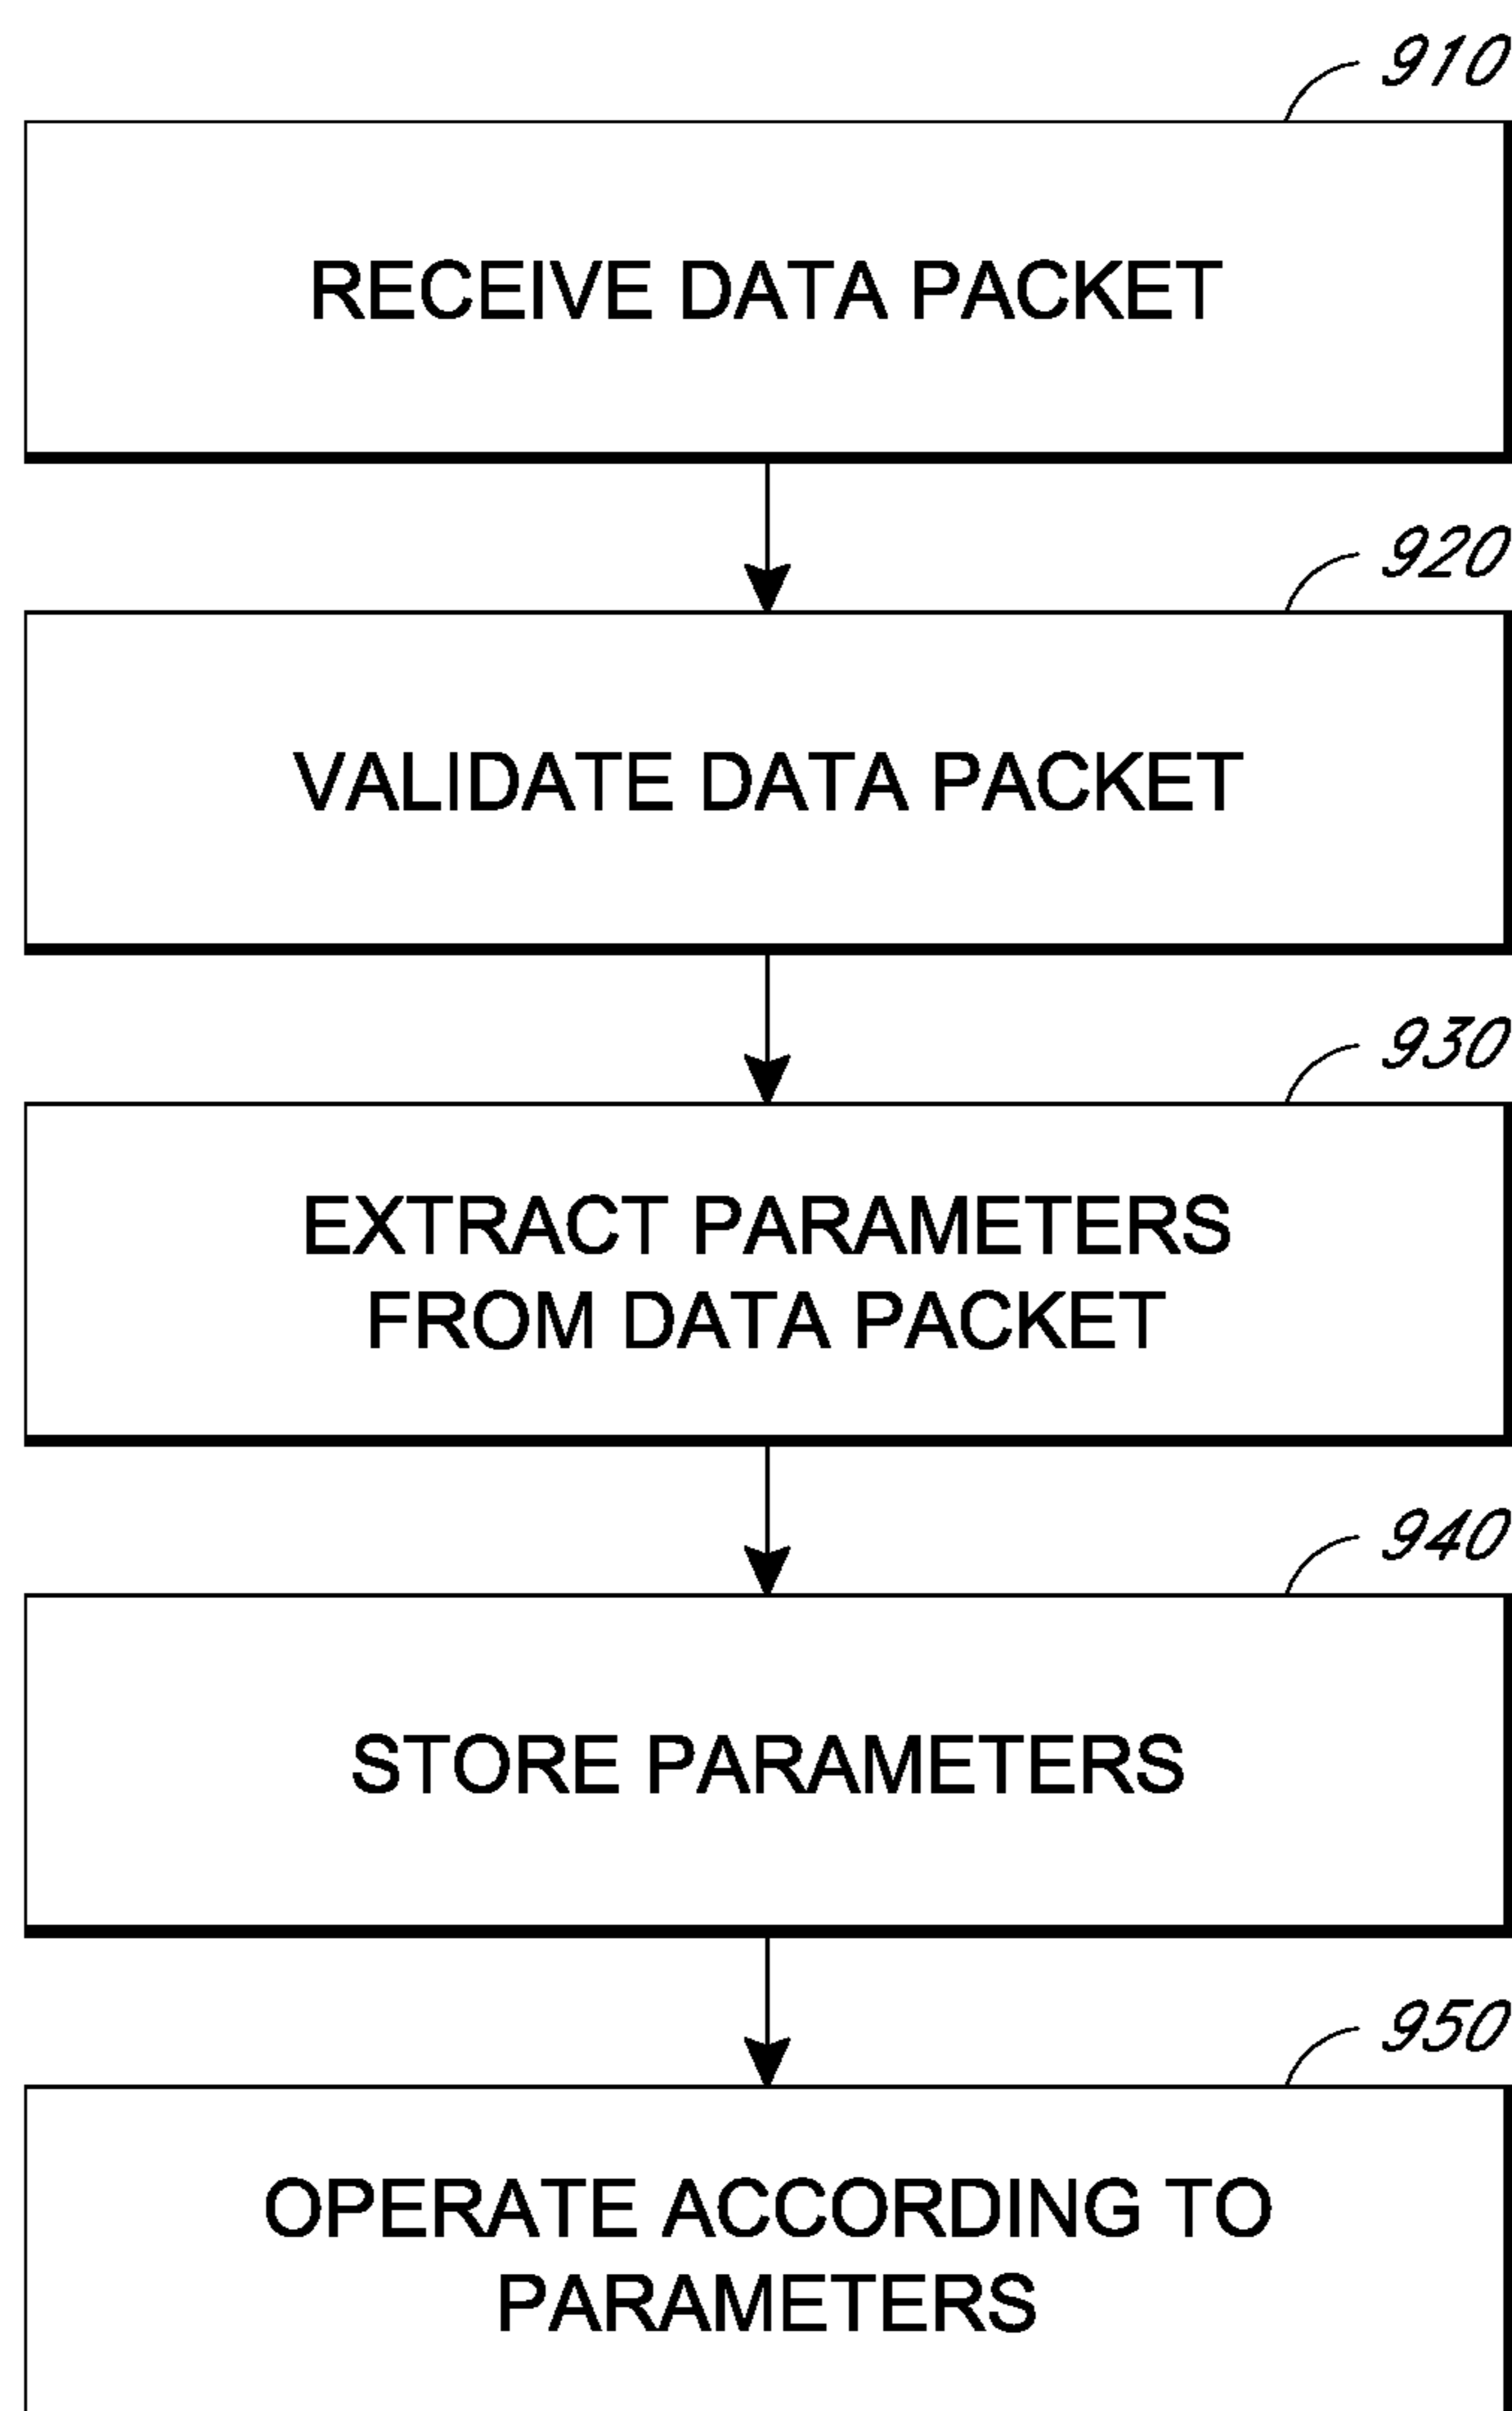 910
RECEIVE DATA PACKET
920
VALIDATE DATA PACKET
930
EXTRACT PARAMETERS
FROM DATA PACKET
940
STORE PARAMETERS
950
OPERATE ACCORDING TO
PARAMETERS